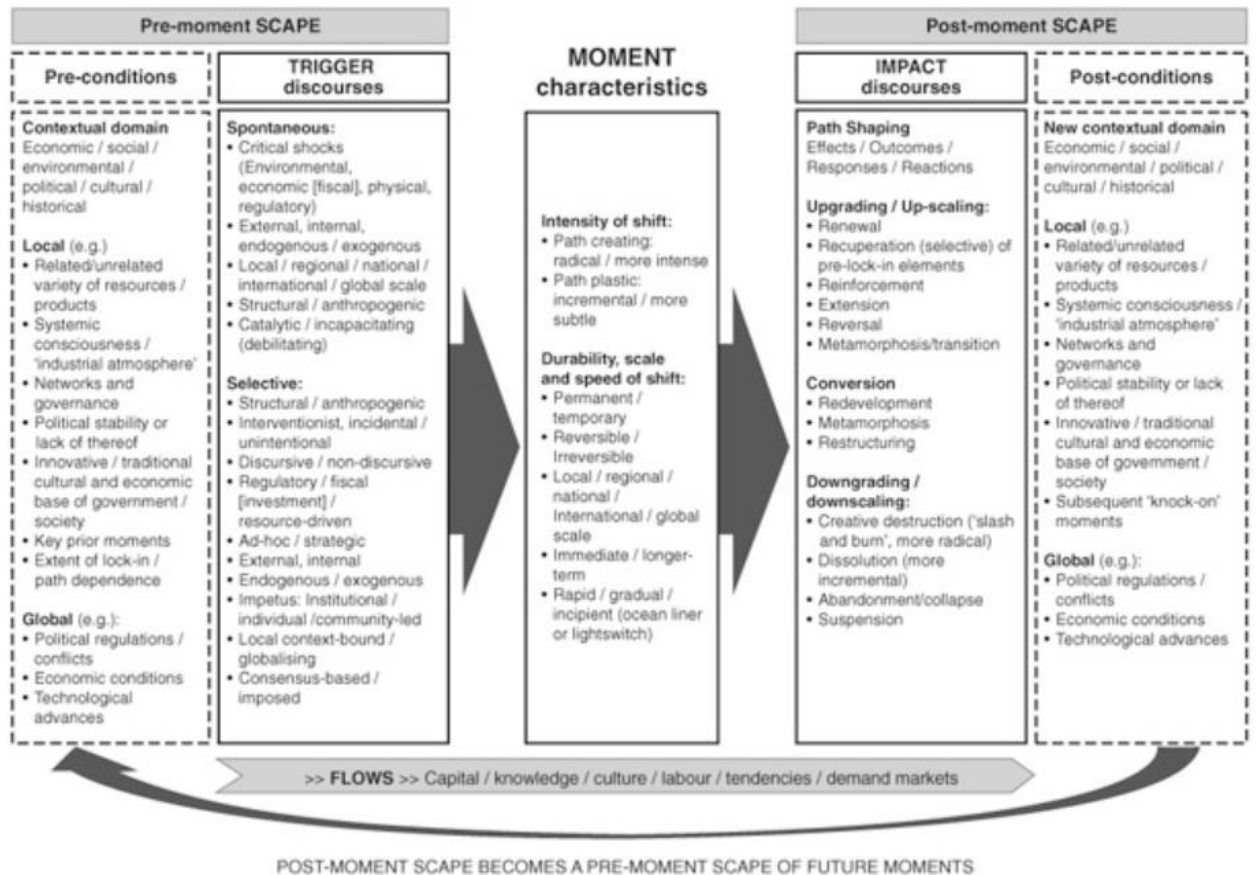 Pre-moment SCAPE
Pre-conditions
Contextual domain
Economic / social /
environmental /
political / cultural /
historical
Local (e.g.)
• Related/unrelated
variety of resources /
products
• Systemic
consciousness /
'industrial atmosphere'
• Networks and
governance
• Political stability or
lack of thereof
• Innovative / traditional
cultural and economic
base of government /
society
• Key prior moments
• Extent of lock-in /
path dependence
Global (e.g.):
• Political regulations /
conflicts
• Economic conditions
• Technological
advances
TRIGGER
discourses
Spontaneous:
• Critical shocks
(Environmental,
economic [fiscal], physical,
regulatory)
• External, internal,
endogenous / exogenous
• Local / regional / national /
international / global scale
• Structural / anthropogenic
• Catalytic / incapacitating
(debilitating)
Selective:
• Structural / anthropogenic
• Interventionist, incidental /
unintentional
• Discursive / non-discursive
• Regulatory / fiscal
[investment] /
resource-driven
• Ad-hoc / strategic
• External, internal
• Endogenous / exogenous
• Impetus: Institutional /
individual /community-led
• Local context-bound /
globalising
• Consensus-based /
imposed
MOMENT
characteristics
Intensity of shift:
• Path creating:
radical / more intense
• Path plastic:
incremental / more
subtle
Durability, scale
and speed of shift:
• Permanent /
temporary
• Reversible /
Irreversible
• Local / regional /
national /
International / global
scale
• Immediate / longer-
term
• Rapid / gradual /
incipient (ocean liner
or lightswitch)
Post-moment SCAPE
IMPACT
discourses
Path Shaping
Effects / Outcomes /
Responses / Reactions
Upgrading / Up-scaling:
• Renewal
• Recuperation (selective) of
pre-lock-in elements
• Reinforcement
• Extension
• Reversal
• Metamorphosis/transition
Conversion
• Redevelopment
• Metamorphosis
• Restructuring
Downgrading /
downscaling:
• Creative destruction ('slash
and burn', more radical)
• Dissolution (more
incremental)
• Abandonment/collapse
• Suspension
Post-conditions
New contextual domain
Economic / social /
environmental / political /
cultural / historical
Local (e.g.)
• Related/unrelated
variety of resources /
products
• Systemic consciousness /
'industrial atmosphere'
• Networks and
governance
• Political stability or lack
of thereof
• Innovative / traditional
cultural and economic
base of government /
society
• Subsequent 'knock-on'
moments
Global (e.g.):
• Political regulations /
conflicts
• Economic conditions
• Technological advances
>> FLOWS >> Capital / knowledge / culture / labour / tendencies / demand markets
POST-MOMENT SCAPE BECOMES A PRE-MOMENT SCAPE OF FUTURE MOMENTS